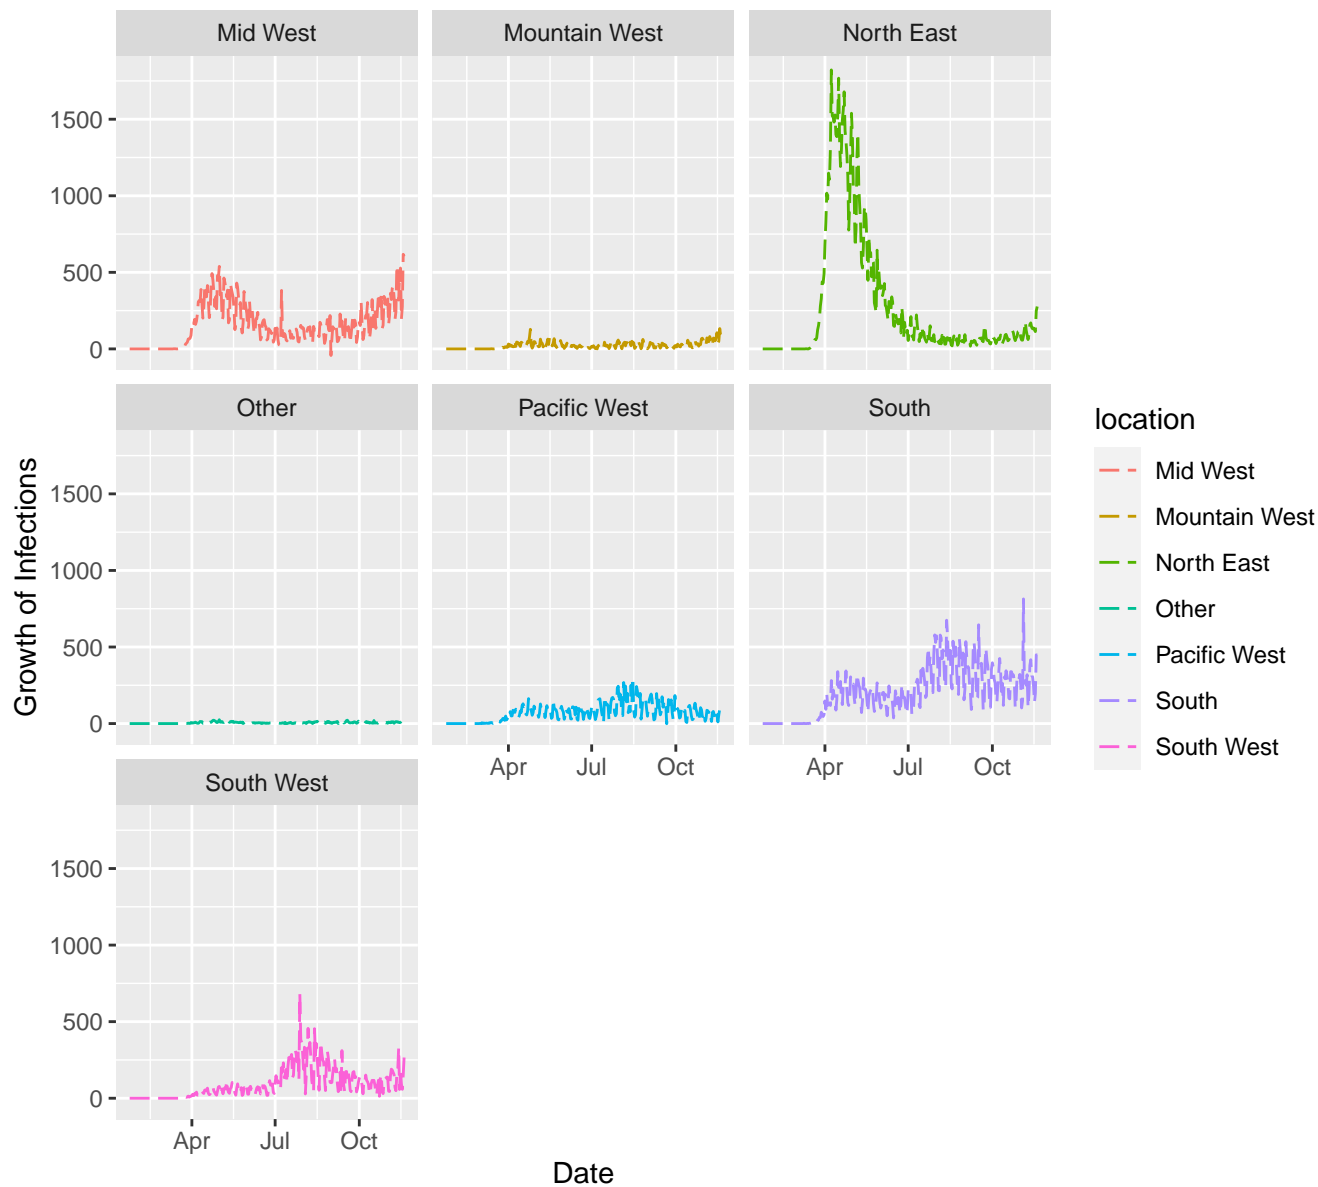 Mid West
Mountain West
North East
1500
1000
500
0
Other
Pacific West
South
1500
1000
500
0
Apr
Jul
Oct
Apr
Jul
Oct
South West
1500
1000
500
0
Apr
Jul
Oct
Growth of Infections
Date
location
Mid West
Mountain West
North East
Other
Pacific West
South
South West